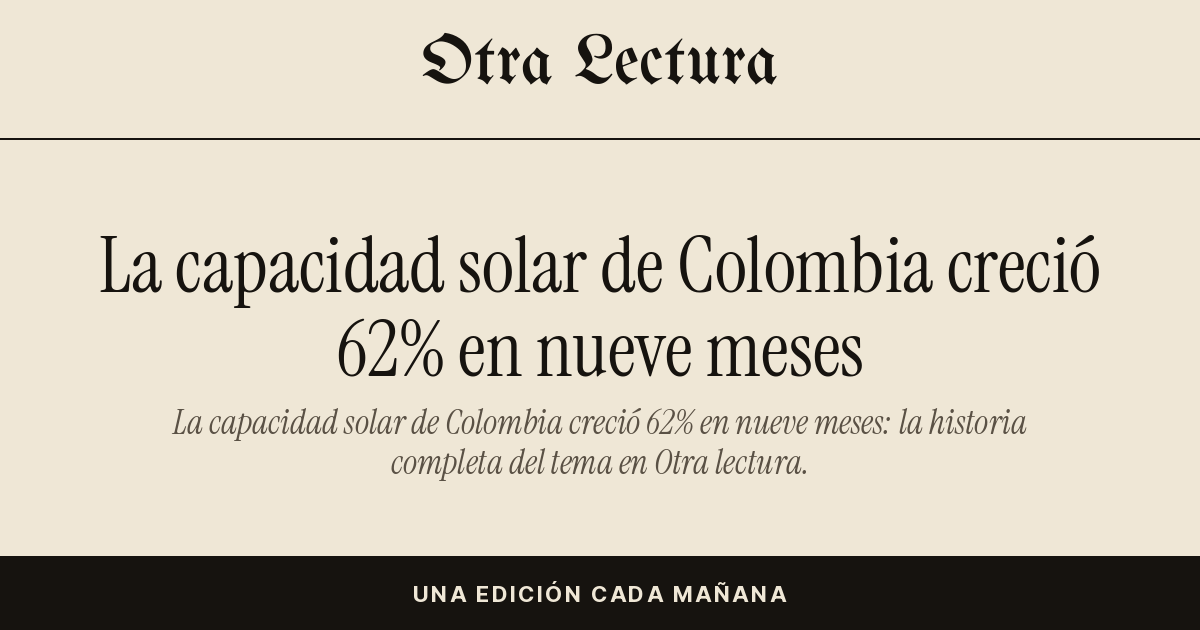 Otra Lectura
La capacidad solar de Colombia creció
62% en nueve meses
La capacidad solar de Colombia creció 62% en nueve meses: la historia
completa del tema en Otra lectura.
UNA EDICIÓN CADA MAÑANA